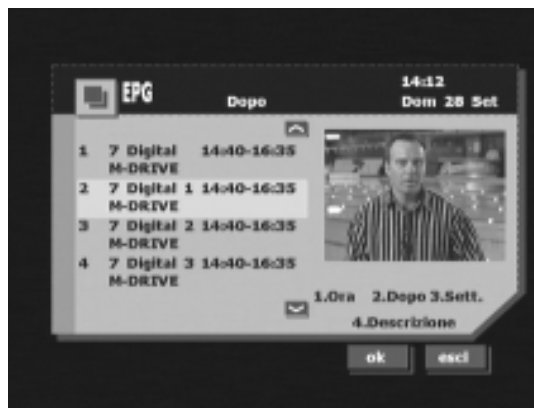 EPG
Dopo
14:12
Dom 28 Set
1 7 Digital 14:40-16:35
M-DRIVE
2 7 Digital 1 14:40-16:35
M-DRIVE
3 7 Digital 2 14:40-16:35
M-DRIVE
4 7 Digital 3 14:40-16:35
M-DRIVE
1.Ora 2.Dopo 3.Sett.
4.Descrizione
ok esci